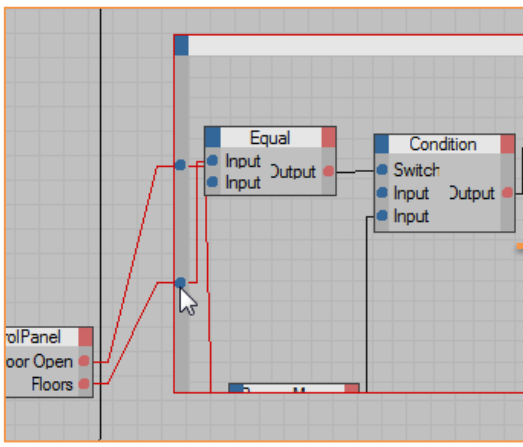 Equal
Input
Input
Output
Condition
Switch
Input
Output
Input
rolPanel
oor Open
Floors